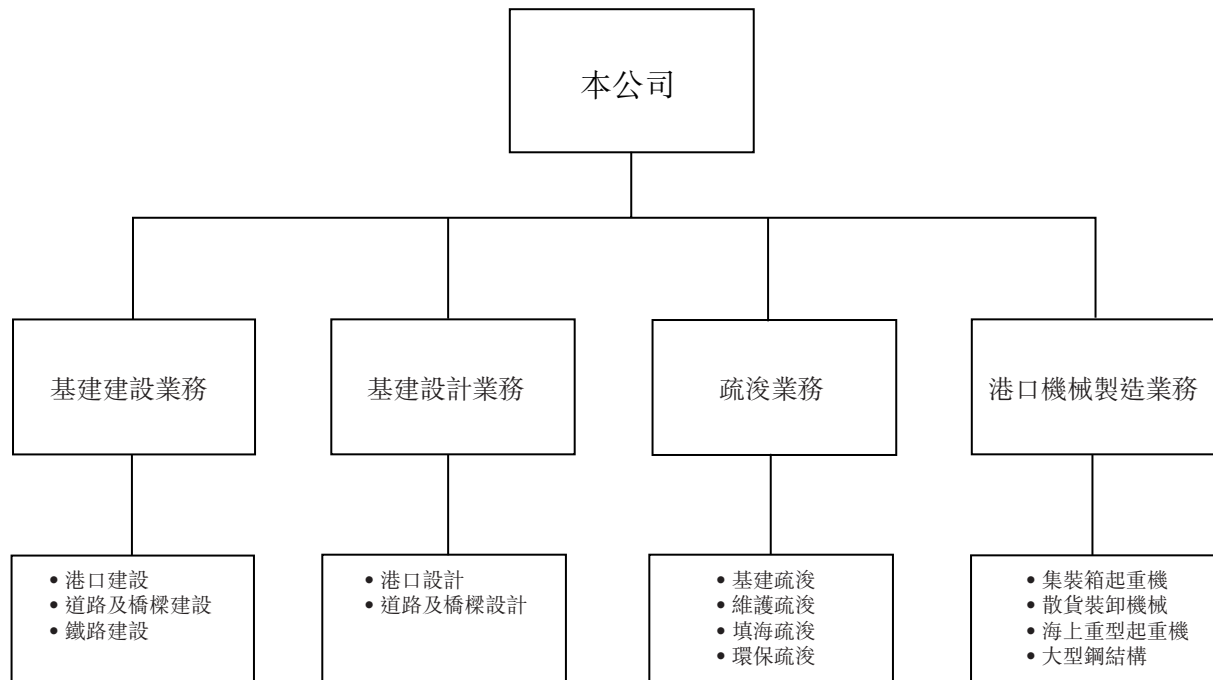 本公司
基建建設業務
基建設計業務
疏浚業務
港口機械製造業務
• 港口建設
• 道路及橋樑建設
• 鐵路建設
• 港口設計
• 道路及橋樑設計
• 基建疏浚
• 維護疏浚
• 填海疏浚
• 環保疏浚
• 集裝箱起重機
• 散貨裝卸機械
• 海上重型起重機
• 大型鋼結構